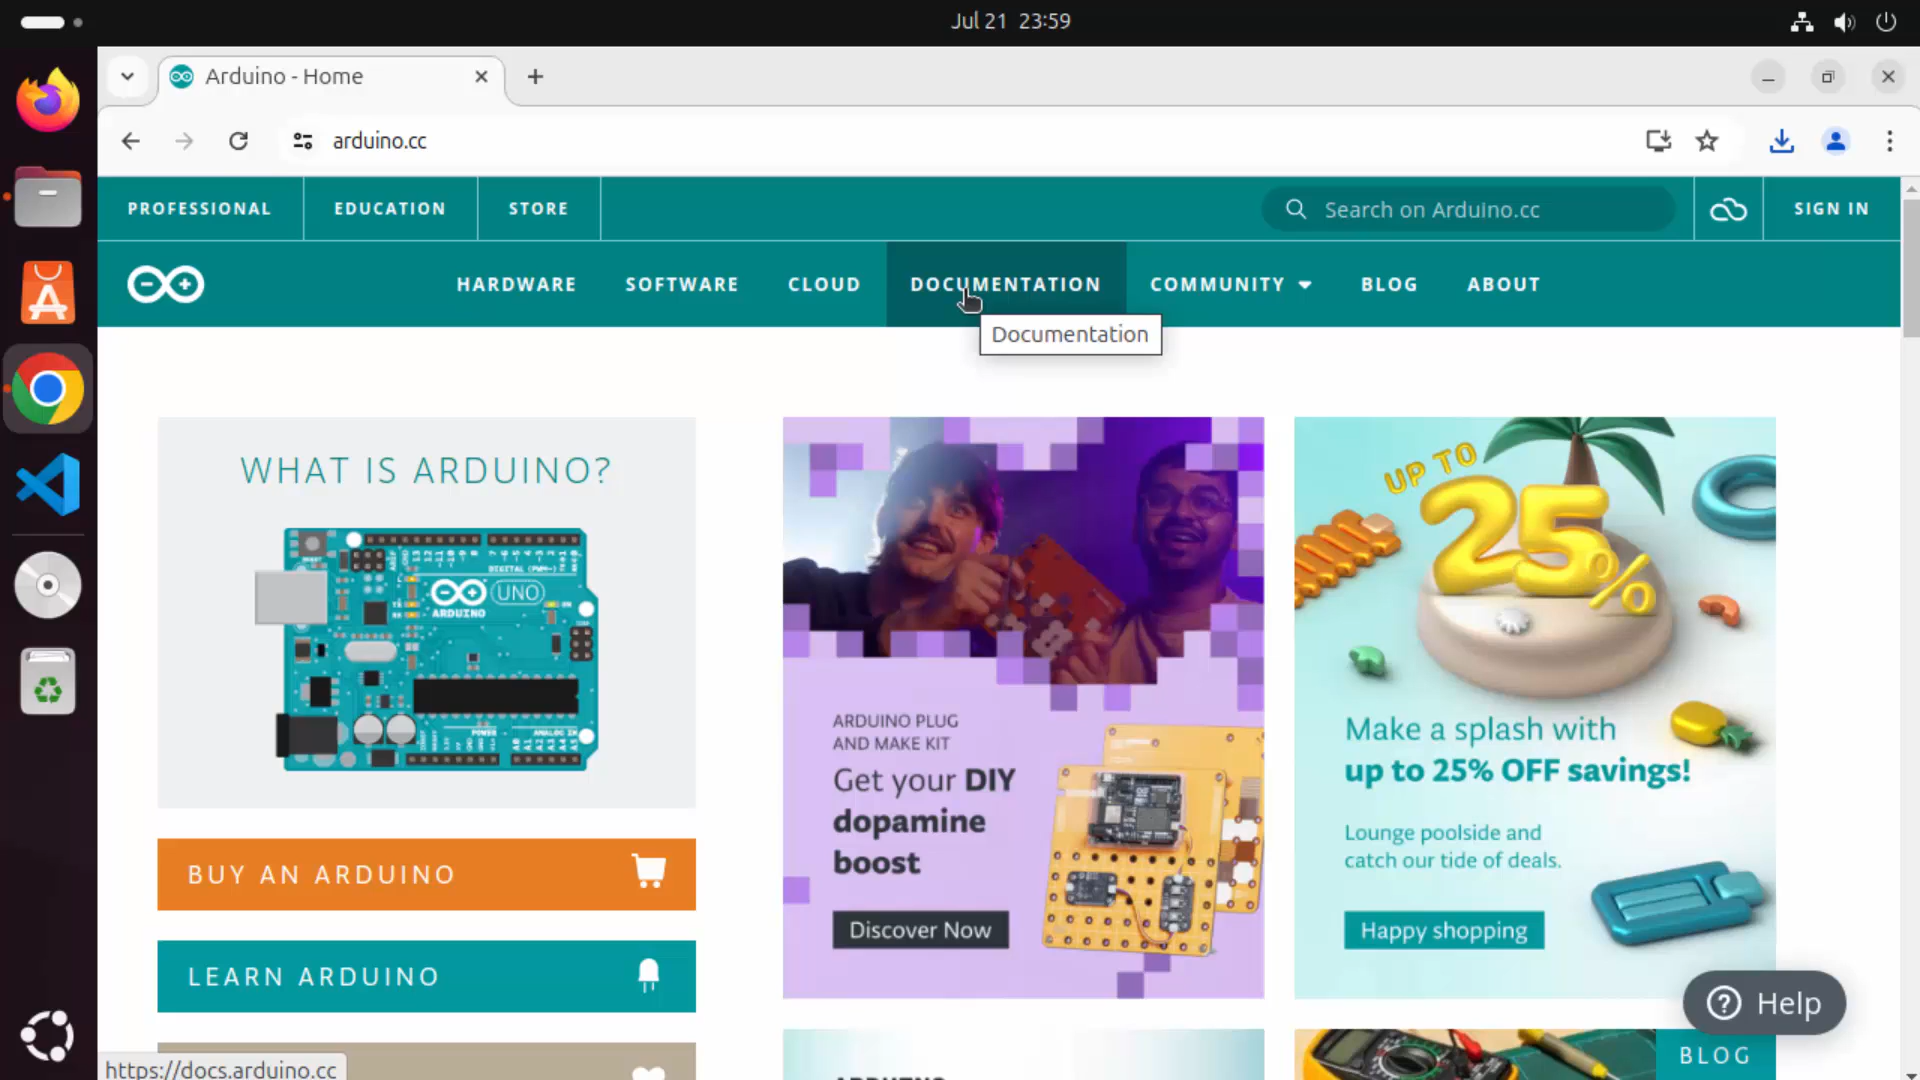 Jul 21 23:59
Arduino - Home
arduino.cc
PROFESSIONAL
EDUCATION
STORE
Search on Arduino.cc
SIGN IN
HARDWARE
SOFTWARE
CLOUD
DOCUMENTATION
COMMUNITY
BLOG
ABOUT
Documentation
WHAT IS ARDUINO?
UNO
ARDUINO
BUY AN ARDUINO
LEARN ARDUINO
ARDUINO PLUG
AND MAKE KIT
Get your DIY
dopamine
boost
Discover Now
UP TO
25%
Make a splash with
up to 25% OFF savings!
Lounge poolside and
catch our tide of deals.
Happy shopping
Help
BLOG
https://docs.arduino.cc